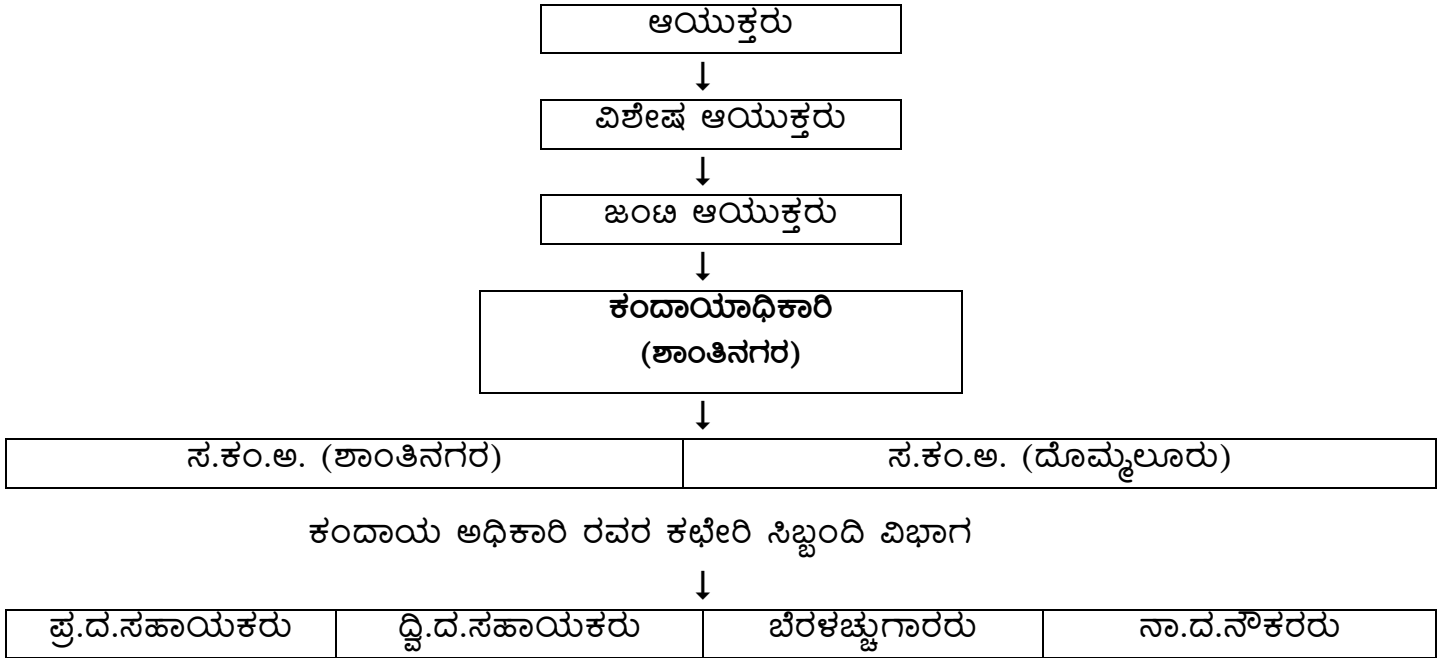 ಆಯುಕ್ತರು
↓
ವಿಶೇಷ ಆಯುಕ್ತರು
↓
ಜಂಟಿ ಆಯುಕ್ತರು
↓
ಕಂದಾಯಾಧಿಕಾರಿ
(ಶಾಂತಿನಗರ)
↓
ಸ.ಕಂ.ಅ. (ಶಾಂತಿನಗರ) ಸ.ಕಂ.ಅ. (ದೊಮ್ಮಲೂರು)
ಕಂದಾಯ ಅಧಿಕಾರಿ ರವರ ಕಛೇರಿ ಸಿಬ್ಬಂದಿ ವಿಭಾಗ
↓
ಪ್ರ.ದ.ಸಹಾಯಕರು ದ್ವಿ.ದ.ಸಹಾಯಕರು ಬೆರಳಚ್ಚುಗಾರರು ನಾ.ದ.ನೌಕರರು